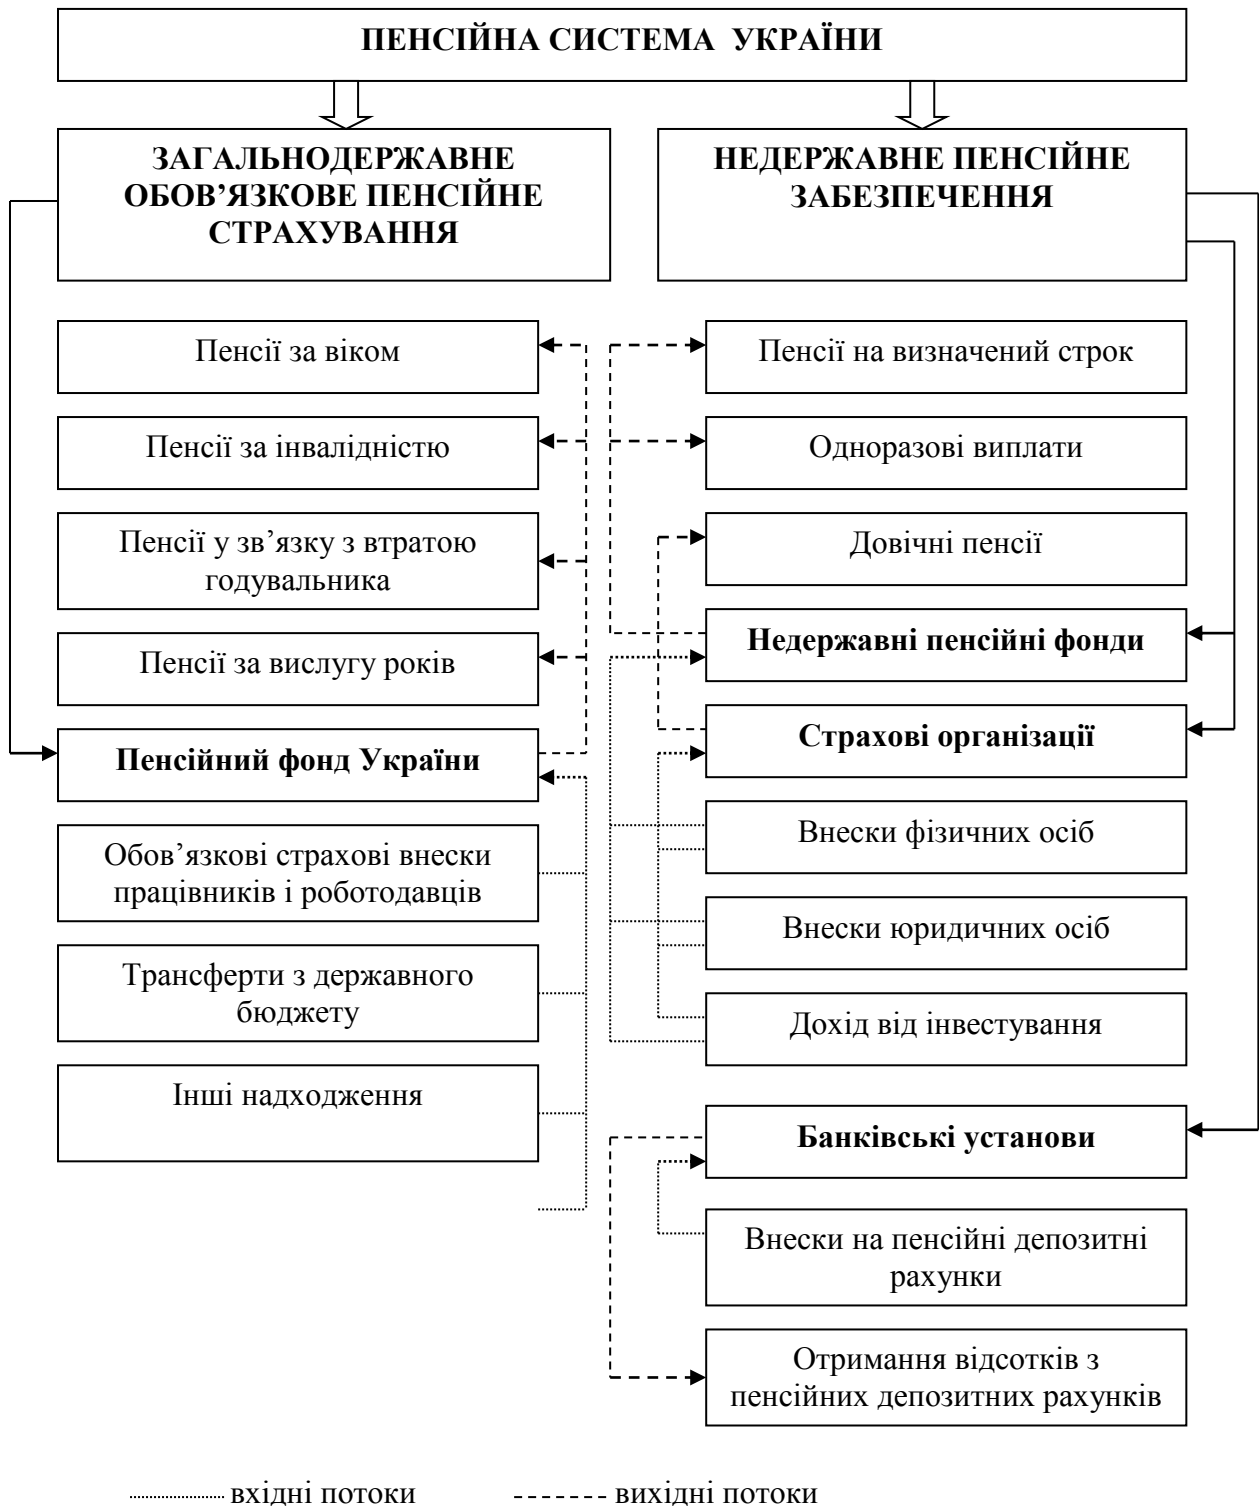 ПЕНСІЙНА СИСТЕМА УКРАЇНИ
ЗАГАЛЬНОДЕРЖАВНЕ
ОБОВ’ЯЗКОВЕ ПЕНСІЙНЕ
СТРАХУВАННЯ
НЕДЕРЖАВНЕ ПЕНСІЙНЕ
ЗАБЕЗПЕЧЕННЯ
Пенсії за віком
Пенсії за інвалідністю
Пенсії у зв’язку з втратою
годувальника
Пенсії за вислугу років
Пенсійний фонд України
Обов’язкові страхові внески
працівників і роботодавців
Трансферти з державного
бюджету
Інші надходження
Пенсії на визначений строк
Одноразові виплати
Довічні пенсії
Недержавні пенсійні фонди
Страхові організації
Внески фізичних осіб
Внески юридичних осіб
Дохід від інвестування
Банківські установи
Внески на пенсійні депозитні
рахунки
Отримання відсотків з
пенсійних депозитних рахунків
вхідні потоки
вихідні потоки